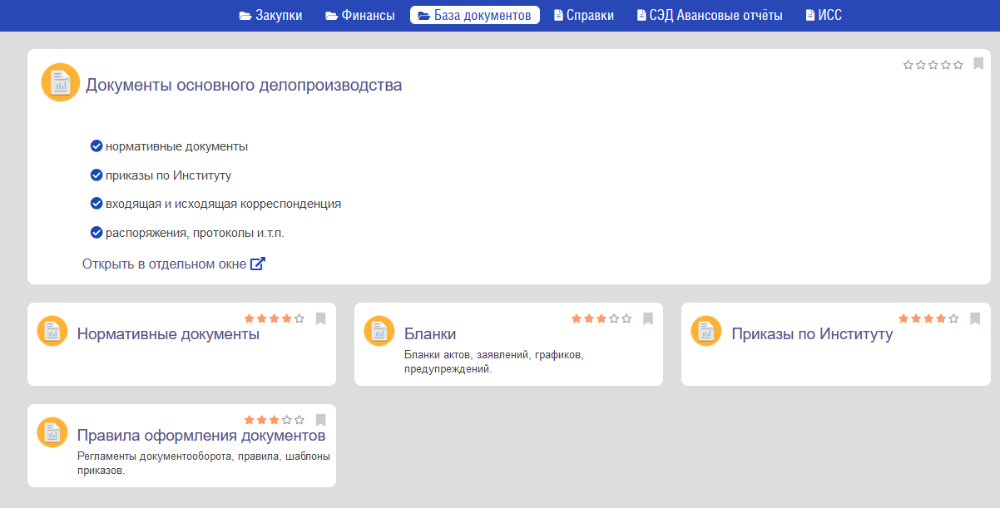 Закупки Финансы База документов Справки СЭД Авансовые отчёты ИСС
Документы основного делопроизводства
нормативные документы
приказы по Институту
входящая и исходящая корреспонденция
распоряжения, протоколы и.т.п.
Открыть в отдельном окне
Нормативные документы
Бланки
Бланки актов, заявлений, графиков,
предупреждений.
Приказы по Институту
Правила оформления документов
Регламенты документооборота, правила, шаблоны
приказов.